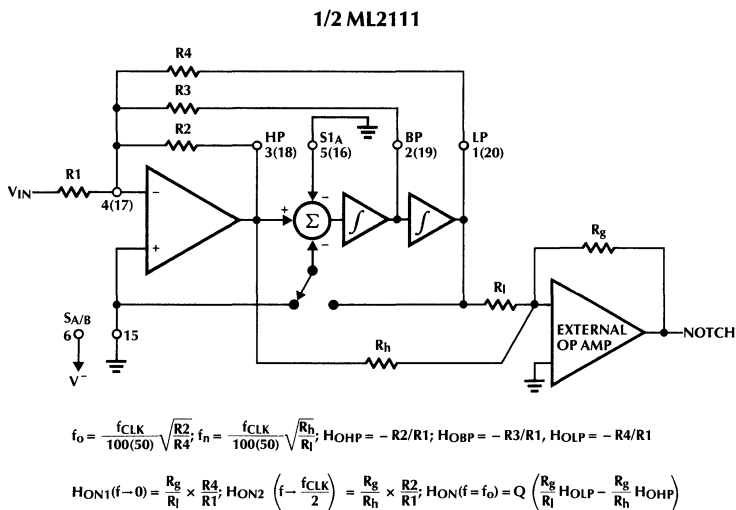 1/2 ML2111
R4
R3
R2
HP
3(18)
S1A
5(16)
BP
2(19)
LP
1(20)
R1
VIN
4(17)
−
+
+
Σ
−
−
∫
∫
Rg
Rl
Rh
EXTERNAL
OP AMP
NOTCH
SA/B
6
15
V−
fo = fCLK/100(50) √(R2/R4); fn = fCLK/100(50) √(Rh/Rl); HOHP = − R2/R1; HOBP = − R3/R1, HOLP = − R4/R1
HON1(f→0) = Rg/Rl × R4/R1; HON2 (f→ fCLK/2) = Rg/Rh × R2/R1; HON(f = fo) = Q (Rg/Rl HOLP − Rg/Rh HOHP)